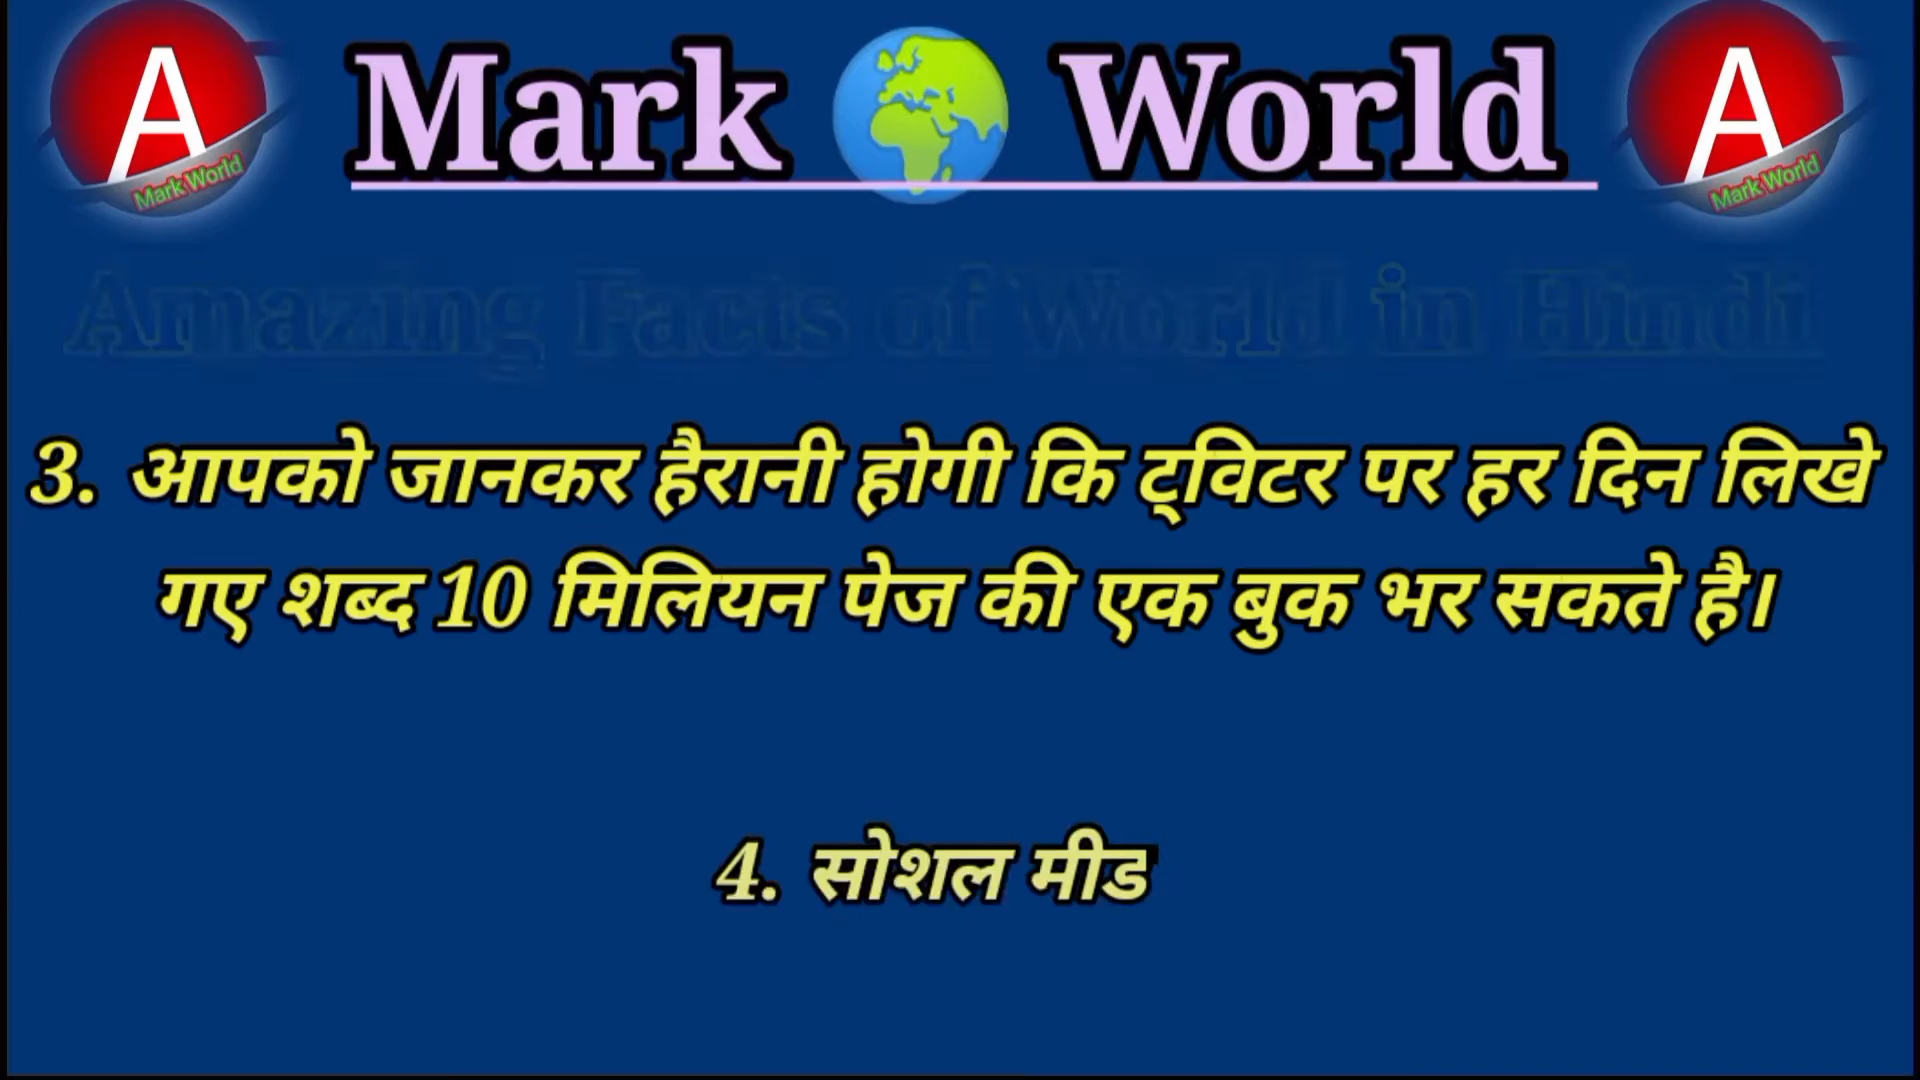 A Mark World Mark World A Mark World
Amazing Facts of World in Hindi
3. आपको जानकर हैरानी होगी कि ट्विटर पर हर दिन लिखे
गए शब्द 10 मिलियन पेज की एक बुक भर सकते है।
4. सोशल मीड